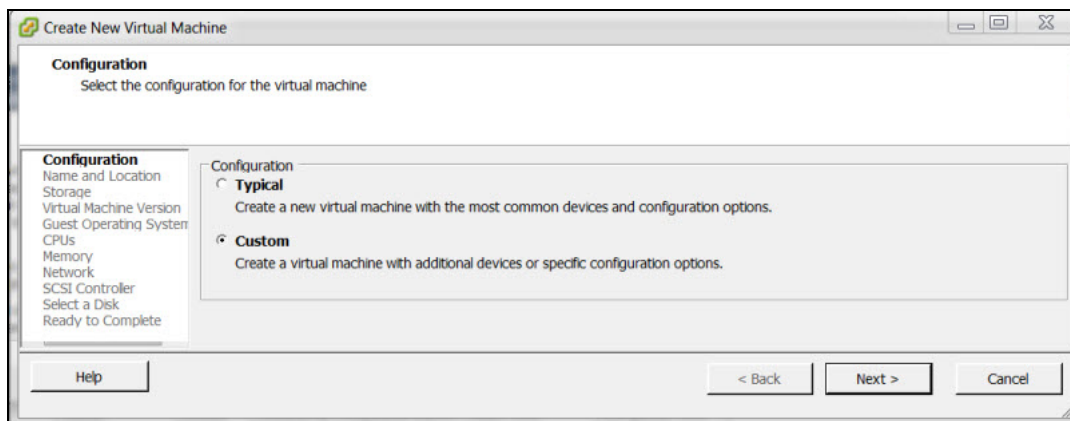 Create New Virtual Machine
Configuration
Select the configuration for the virtual machine
Configuration
Name and Location
Storage
Virtual Machine Version
Guest Operating System
CPUs
Memory
Network
SCSI Controller
Select a Disk
Ready to Complete
Configuration
Typical
Create a new virtual machine with the most common devices and configuration options.
Custom
Create a virtual machine with additional devices or specific configuration options.
Help
< Back
Next >
Cancel